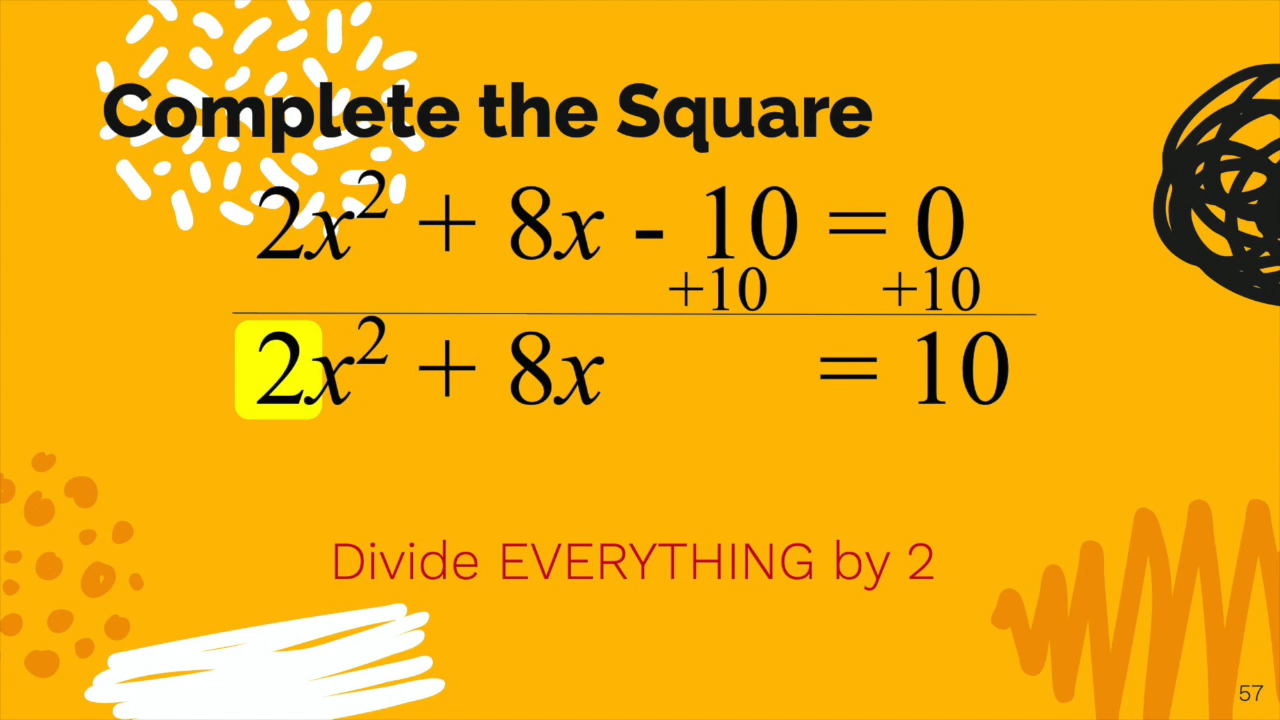 Complete the Square
2x² + 8x - 10 = 0
+10 +10
2x² + 8x = 10
Divide EVERYTHING by 2
57